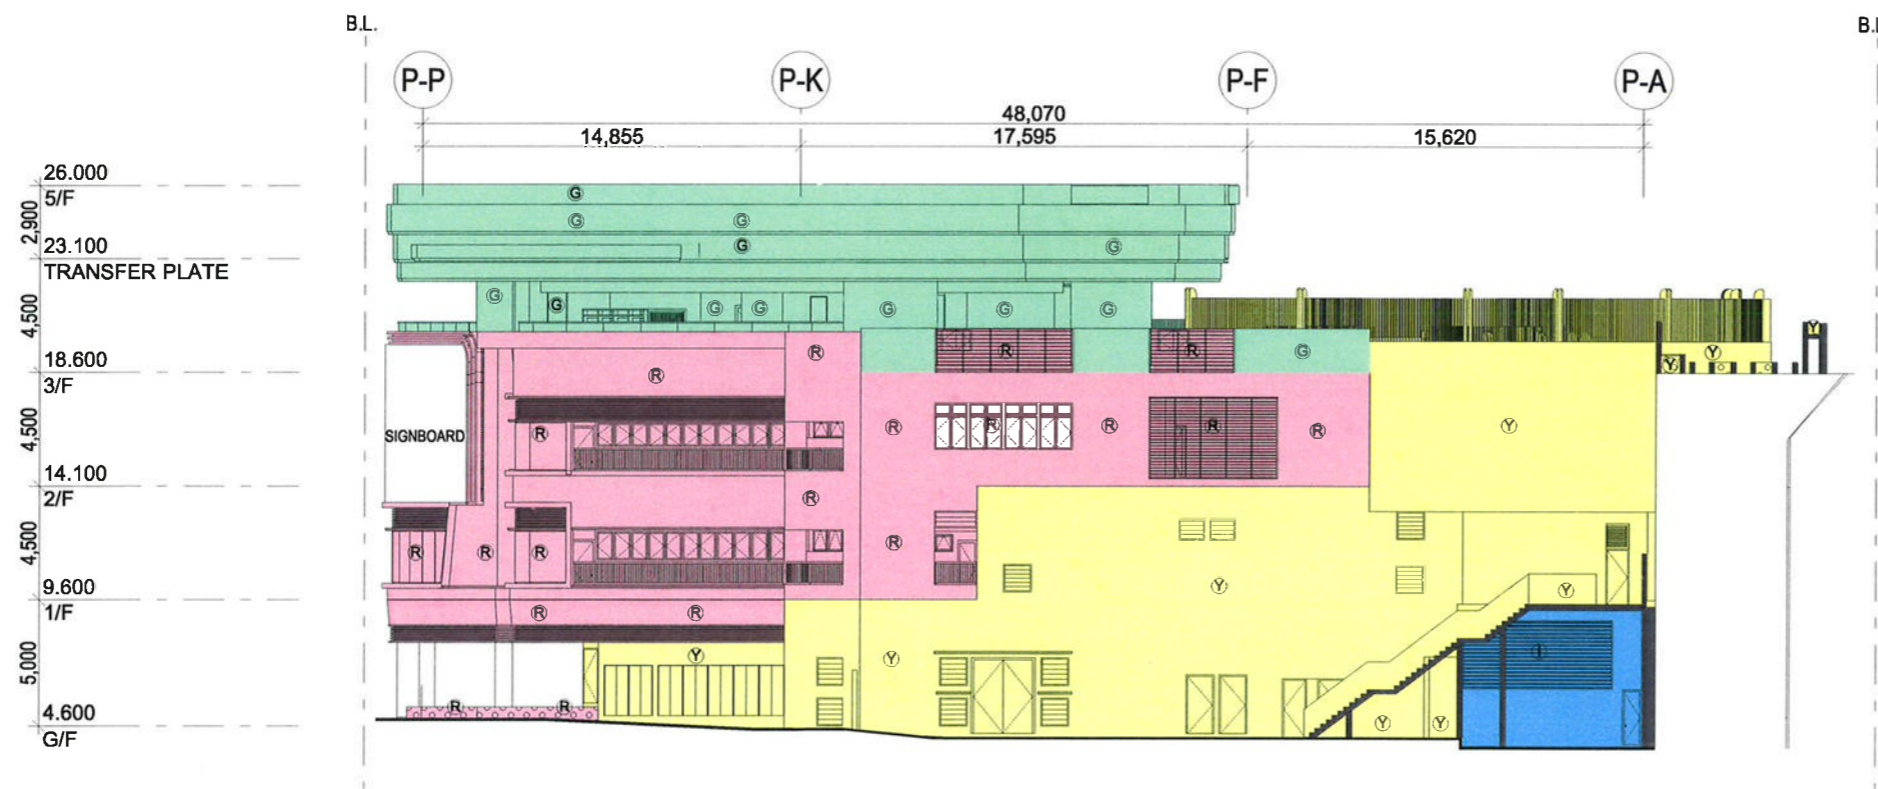 B.L.
B.L
P-P
P-K
P-F
P-A
48,070
14,855
17,595
15,620
26.000
5/F
2,900
23.100
TRANSFER PLATE
4,500
18.600
3/F
4,500
14.100
2/F
4,500
9.600
1/F
5,000
4.600
G/F
G
G
G
G
G
G
G
G
G
G
G
G
Y
R
R
R
G
Y
Y
R
SIGNBOARD
R
R
R
R
R
R
Y
R
R
R
R
R
Y
Y
R
R
Y
Y
I
R
R
Y
Y